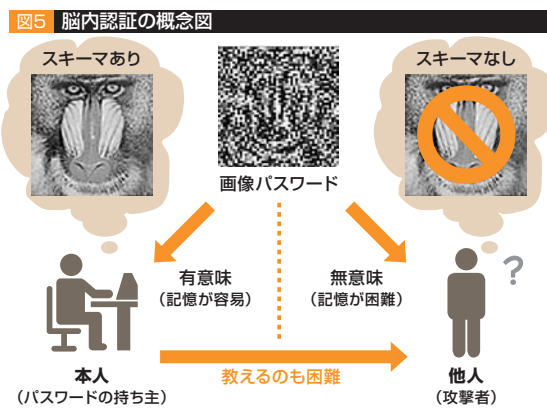 図5 脳内認証の概念図
スキーマあり
スキーマなし
画像パスワード
有意味
（記憶が容易）
無意味
（記憶が困難）
?
本人
（パスワードの持ち主）
教えるのも困難
他人
（攻撃者）